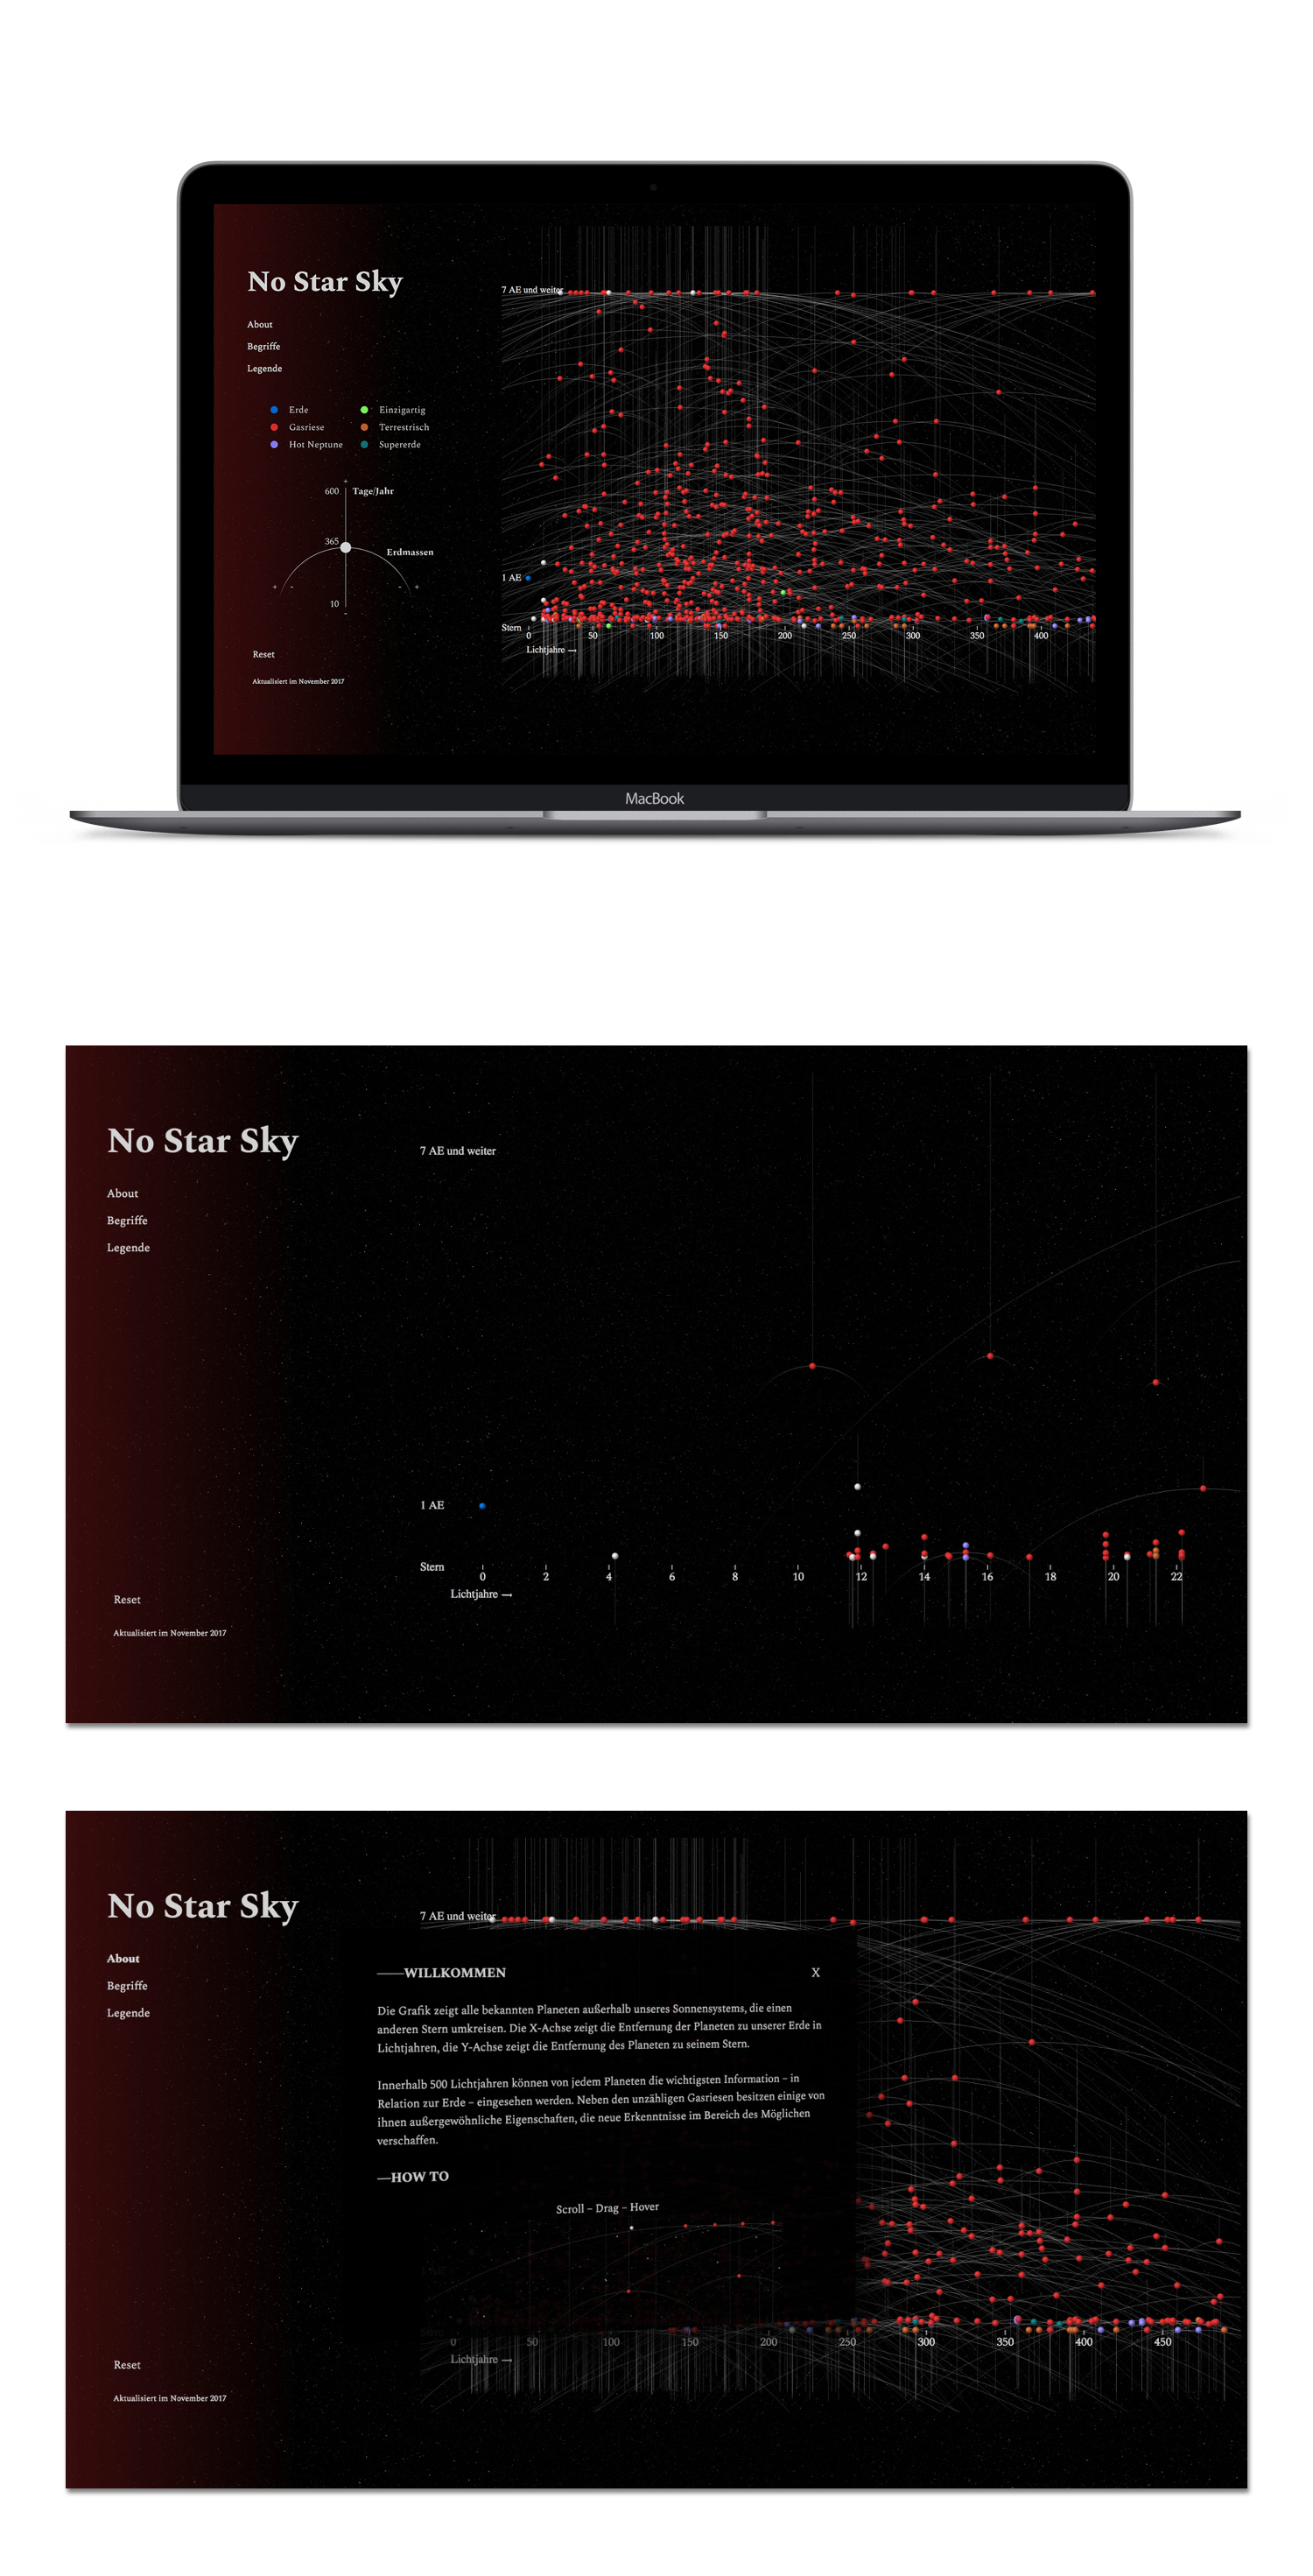 No Star Sky
About
Begriffe
Legende
Erde
Einzigartig
Gasriese
Terrestrisch
Hot Neptune
Supererde
+
600
Tage/Jahr
365
Erdmassen
+ - - +
10
-
Reset
Aktualisiert im November 2017
7 AE und weiter
1 AE
Stern
0 50 100 150 200 250 300 350 400
Lichtjahre →
MacBook
No Star Sky
About
Begriffe
Legende
Reset
Aktualisiert im November 2017
7 AE und weiter
1 AE
Stern
0 2 4 6 8 10 12 14 16 18 20 22
Lichtjahre →
No Star Sky
About
Begriffe
Legende
Reset
Aktualisiert im November 2017
7 AE und weiter
——WILLKOMMEN X
Die Grafik zeigt alle bekannten Planeten außerhalb unseres Sonnensystems, die einen
anderen Stern umkreisen. Die X-Achse zeigt die Entfernung der Planeten zu unserer Erde in
Lichtjahren, die Y-Achse zeigt die Entfernung des Planeten zu seinem Stern.
Innerhalb 500 Lichtjahren können von jedem Planeten die wichtigsten Information – in
Relation zur Erde – eingesehen werden. Neben den unzähligen Gasriesen besitzen einige von
ihnen außergewöhnliche Eigenschaften, die neue Erkenntnisse im Bereich des Möglichen
verschaffen.
—HOW TO
Scroll – Drag – Hover
0 50 100 150 200 250 300 350 400 450
Lichtjahre →